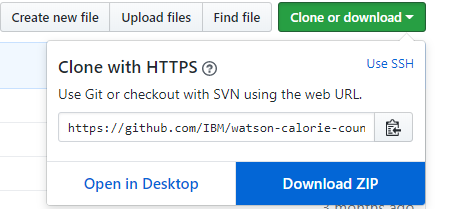 Create new file Upload files Find file Clone or download
Clone with HTTPS Use SSH
Use Git or checkout with SVN using the web URL.
https://github.com/IBM/watson-calorie-coun
Open in Desktop Download ZIP
3 months ago